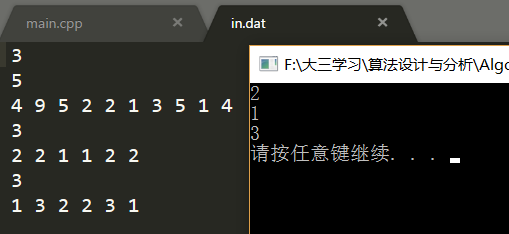 main.cpp × in.dat ×
3
5
4 9 5 2 2 1 3 5 1 4
3
2 2 1 1 2 2
3
1 3 2 2 3 1
F:\大三学习\算法设计与分析\Algo
2
1
3
请按任意键继续. . .